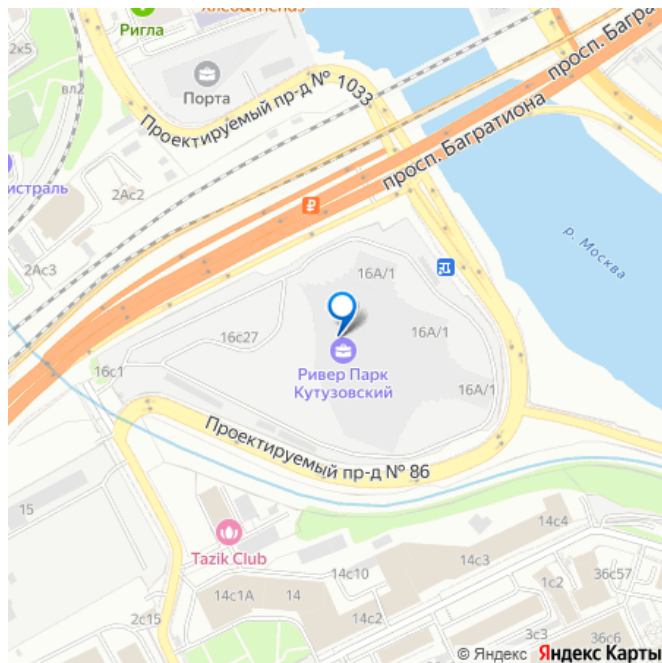 Ригла
2к5
вл2
Порта
Проектируемый пр-д № 1033
просп. Багра
просп. Багратиона
истраль
2Ас2
₽
р. Москва
2Ас3
16А/1
16с27
16А/1
16с1
Ривер Парк
Кутузовский
16А/1
Проектируемый пр-д № 86
15
Tazik Club
14с4
14с3
14с10
1с2
36с57
14с1А
14
14с2
2с15
3с3
36с6
© Яндекс Яндекс Карты